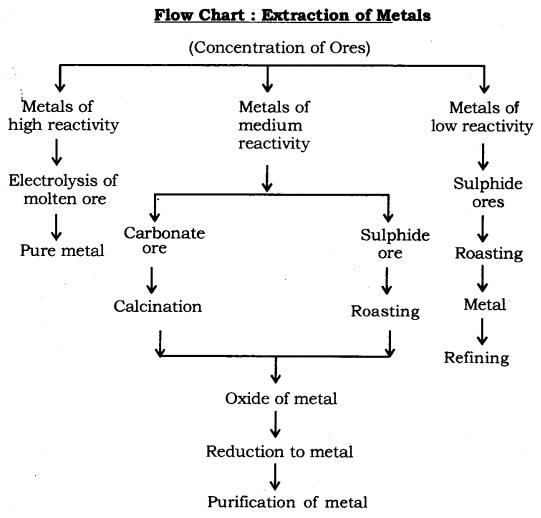 Flow Chart : Extraction of Metals
(Concentration of Ores)
Metals of
high reactivity
Electrolysis of
molten ore
Pure metal
Metals of
medium
reactivity
Carbonate
ore
Calcination
Sulphide
ore
Roasting
Oxide of metal
Reduction to metal
Purification of metal
Metals of
low reactivity
Sulphide
ores
Roasting
Metal
Refining